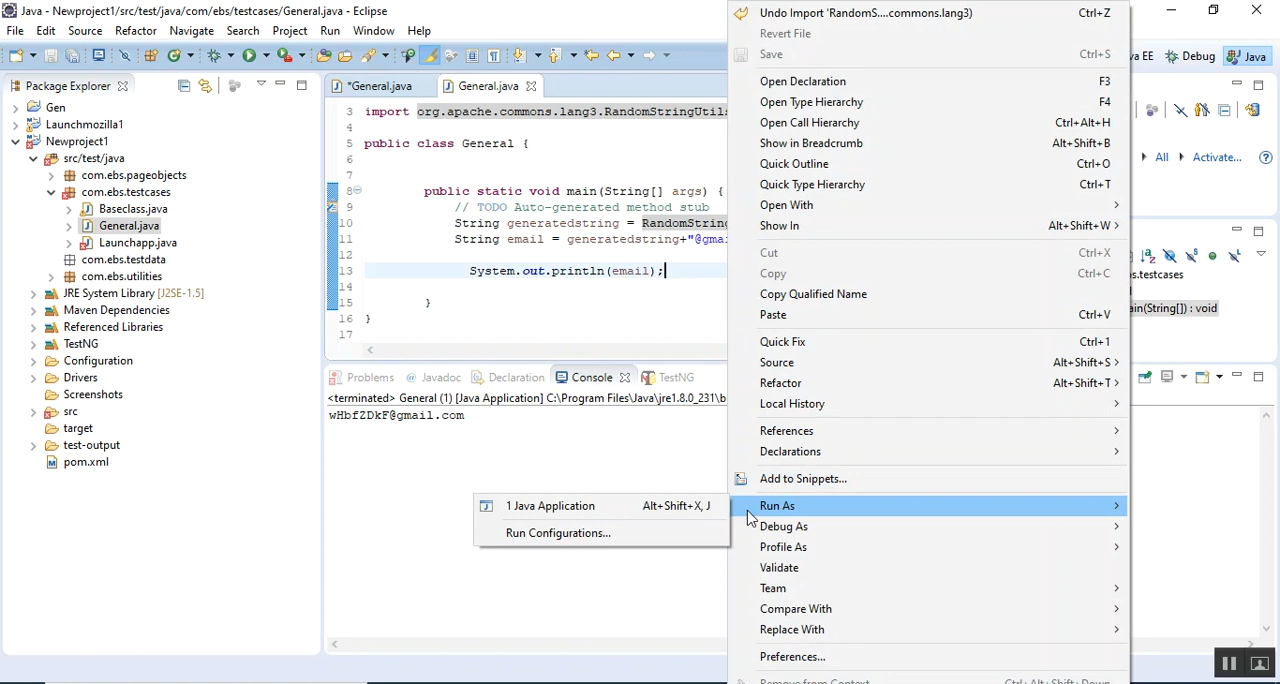 Java - Newproject1/src/test/java/com/ebs/testcases/General.java - Eclipse
File Edit Source Refactor Navigate Search Project Run Window Help
Debug Java
Package Explorer
Gen
Launchmozilla1
Newproject1
src/test/java
com.ebs.pageobjects
com.ebs.testcases
Baseclass.java
General.java
Launchapp.java
com.ebs.testdata
com.ebs.utilities
JRE System Library [J2SE-1.5]
Maven Dependencies
Referenced Libraries
TestNG
Configuration
Drivers
Screenshots
src
target
test-output
pom.xml
*General.java General.java
3 import org.apache.commons.lang3.RandomStringUtils
4
5 public class General {
6
7
8 public static void main(String[] args) {
9 // TODO Auto-generated method stub
10 String generatedstring = RandomString
11 String email = generatedstring+"@gma
12
13 System.out.println(email);
14
15 }
16 }
17
Problems Javadoc Declaration Console TestNG
<terminated> General (1) [Java Application] C:\Program Files\Java\jre1.8.0_231\b
wHbfZDkF@gmail.com
1 Java Application Alt+Shift+X, J
Run Configurations...
Undo Import 'RandomS....commons.lang3) Ctrl+Z
Revert File
Save Ctrl+S
Open Declaration F3
Open Type Hierarchy F4
Open Call Hierarchy Ctrl+Alt+H
Show in Breadcrumb Alt+Shift+B
Quick Outline Ctrl+O
Quick Type Hierarchy Ctrl+T
Open With
Show In Alt+Shift+W
Cut Ctrl+X
Copy Ctrl+C
Copy Qualified Name
Paste Ctrl+V
Quick Fix Ctrl+1
Source Alt+Shift+S
Refactor Alt+Shift+T
Local History
References
Declarations
Add to Snippets...
Run As
Debug As
Profile As
Validate
Team
Compare With
Replace With
Preferences...
Remove from Context Ctrl+Alt+Shift+Down
All Activate...
s.testcases
ain(String[]) : void